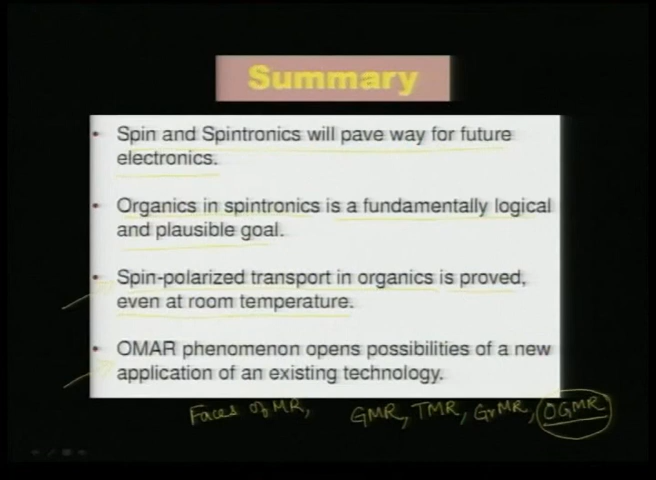 Summary
• Spin and Spintronics will pave way for future
electronics.
• Organics in spintronics is a fundamentally logical
and plausible goal.
• Spin-polarized transport in organics is proved,
even at room temperature.
• OMAR phenomenon opens possibilities of a new
application of an existing technology.
Faces of MR, GMR, TMR, GrMR, OGMR